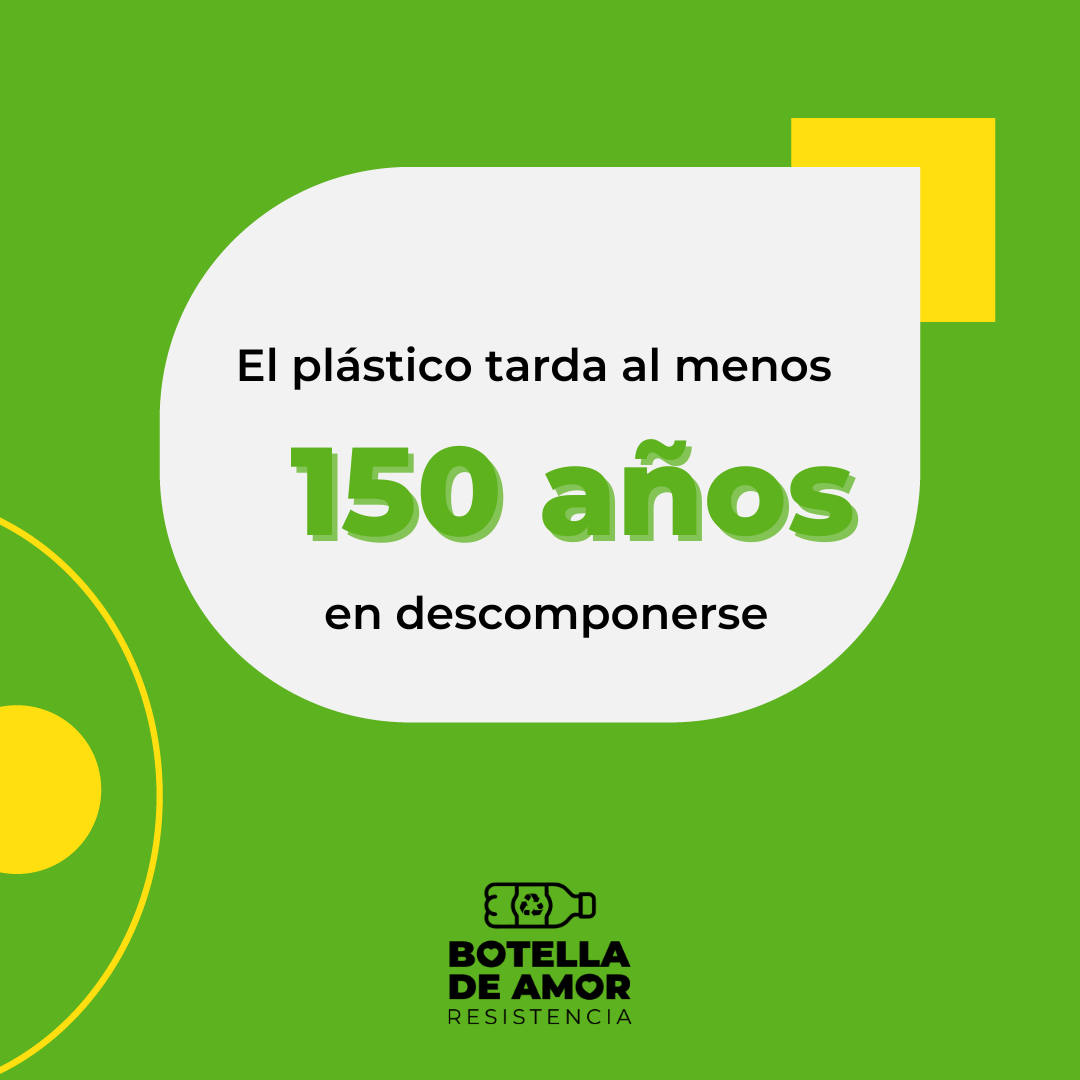 El plástico tarda al menos
150 años
en descomponerse
BOTELLA
DE AMOR
RESISTENCIA